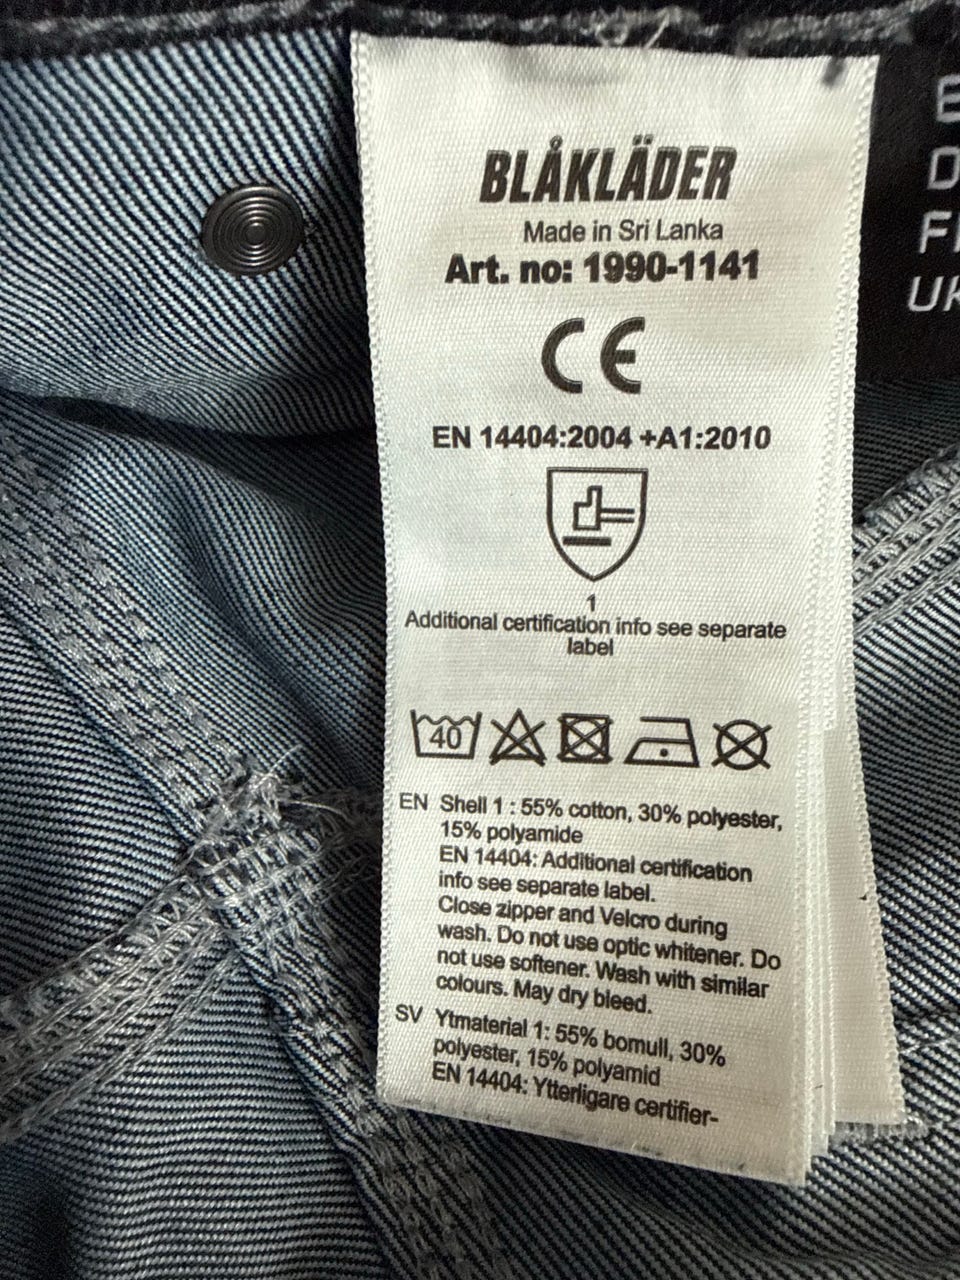 BLÅKLÄDER
Made in Sri Lanka
Art. no: 1990-1141
CE
EN 14404:2004 +A1:2010
1
Additional certification info see separate
label
40
EN Shell 1 : 55% cotton, 30% polyester,
15% polyamide
EN 14404: Additional certification
info see separate label.
Close zipper and Velcro during
wash. Do not use optic whitener. Do
not use softener. Wash with similar
colours. May dry bleed.
SV Ytmaterial 1: 55% bomull, 30%
polyester, 15% polyamid
EN 14404: Ytterligare certifier-
UK